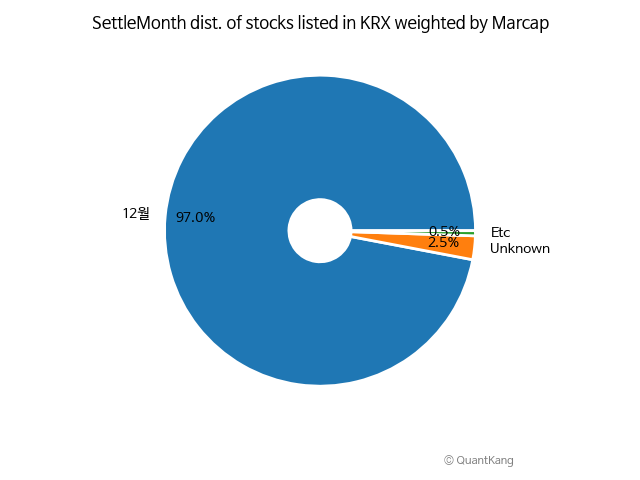 SettleMonth dist. of stocks listed in KRX weighted by Marcap
12월
97.0%
0.5%
Etc
2.5%
Unknown
© QuantKang